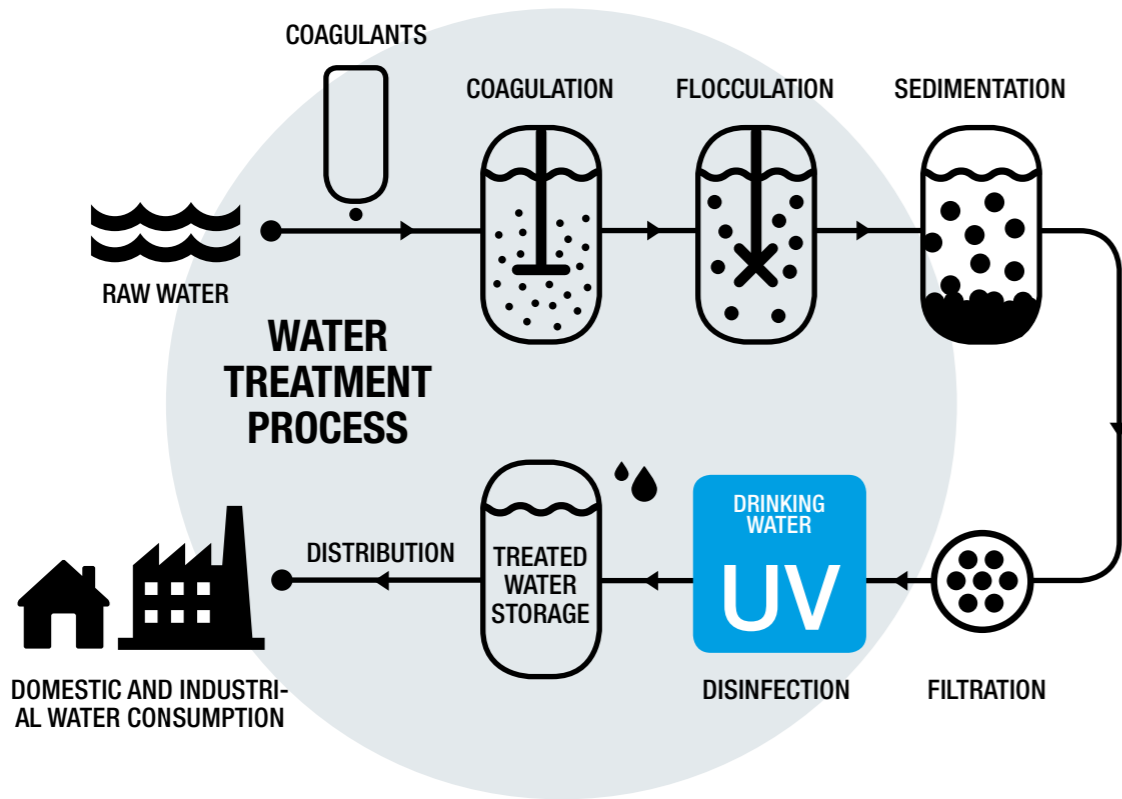 COAGULANTS
COAGULATION
FLOCCULATION
SEDIMENTATION
RAW WATER
WATER
TREATMENT
PROCESS
DRINKING
WATER
UV
DISTRIBUTION
TREATED
WATER
STORAGE
DOMESTIC AND INDUSTRI-
AL WATER CONSUMPTION
DISINFECTION
FILTRATION